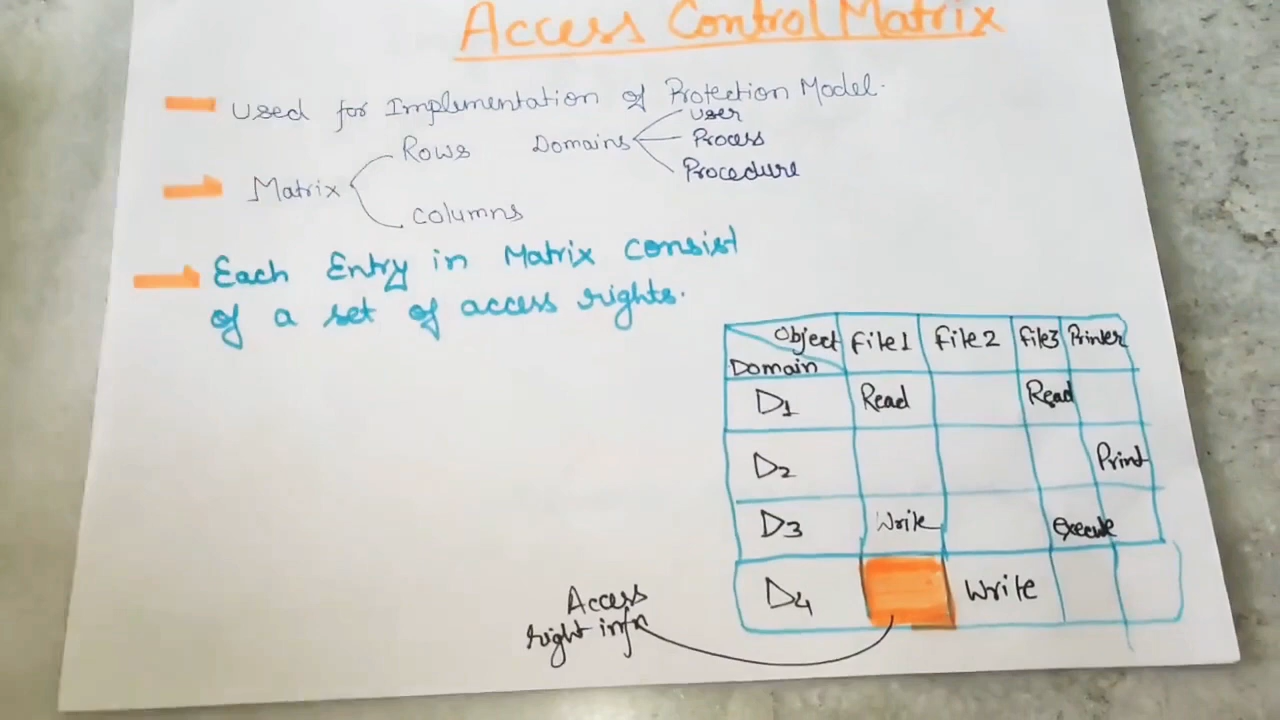 Access Control Matrix
Used for Implementation of Protection Model.
Matrix
Rows
Columns
Domains
User
Process
Procedure
Each Entry in Matrix consist
of a set of access rights.
Object Domain File1 File2 File3 Printer
D1 Read Read
D2 Print
D3 Write execute
D4 Write
Access
right infn